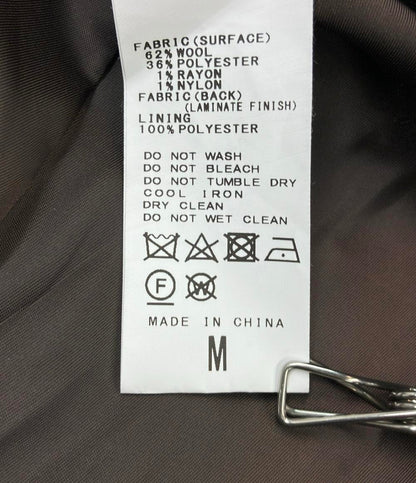 FABRIC(SURFACE)
62%WOOL
36%POLYESTER
1%RAYON
1%NYLON
FABRIC(BACK)
(LAMINATE FINISH)
LINING
100%POLYESTER
DO NOT WASH
DO NOT BLEACH
DO NOT TUMBLE DRY
COOL IRON
DRY CLEAN
DO NOT WET CLEAN
F W
MADE IN CHINA
M